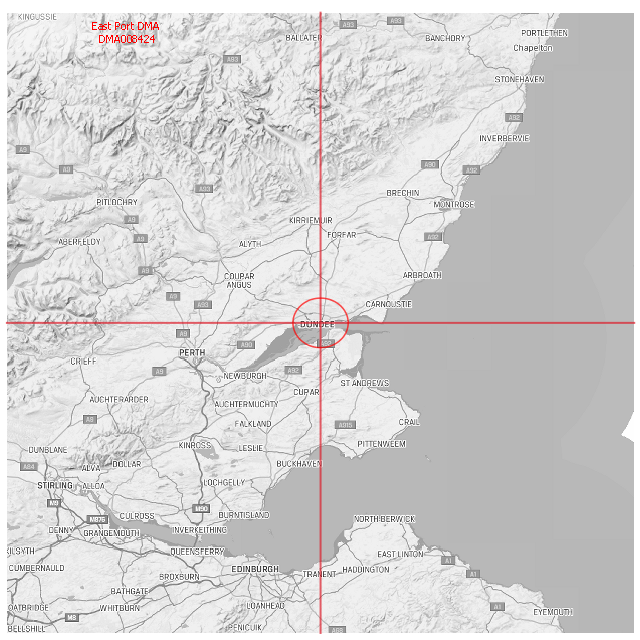 KINGUSSIE
East Port DMA
DMA008424
A93
A93
BALLATER
BANCHORY
PORTLETHEN
Chapelton
A93
STONEHAVEN
A92
INVERBERVIE
A9
A9
A90
A92
A93
BRECHIN
PITLOCHRY
MONTROSE
A9
KIRRIEMUIR
ABERFELDY
A9
ALYTH
FORFAR
A92
A9
COUPAR
ANGUS
ARBROATH
A9
A93
CARNOUSTIE
DUNDEE
A9
A90
A92
PERTH
CRIEFF
A9
NEWBURGH
A92
ST ANDREWS
CUPAR
AUCHTERARDER
AUCHTERMUCHTY
A9
FALKLAND
A915
CRAIL
KINROSS
LESLIE
PITTENWEEM
DUNBLANE
A84
ALVA
DOLLAR
BUCKHAVEN
STIRLING
ALLOA
LOCHGELLY
M9
M90
M876
CULROSS
BURNTISLAND
NORTH BERWICK
DENNY
GRANGEMOUTH
INVERKEITHING
KILSYTH
QUEENSFERRY
EAST LINTON
A1
CUMBERNAULD
BROXBURN
EDINBURGH
TRANENT
HADDINGTON
A1
BATHGATE
OATBRIDGE
WHITBURN
LOANHEAD
A1
EYEMOUTH
M8
BELLSHILL
PENICUIK
A68